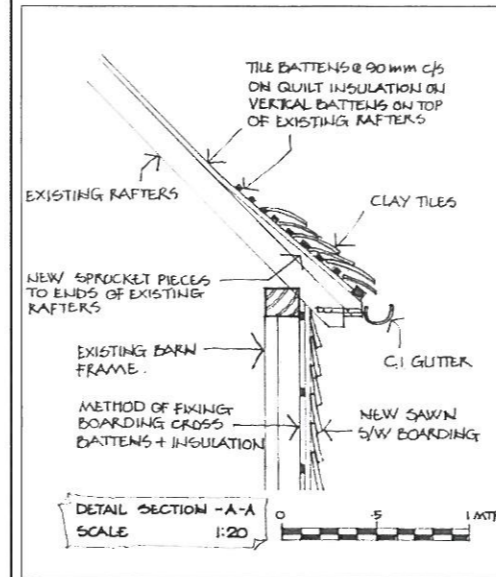 TILE BATTENS @ 90mm c/s
ON QUILT INSULATION ON
VERTICAL BATTENS ON TOP
OF EXISTING RAFTERS
EXISTING RAFTERS
CLAY TILES
NEW SPROCKET PIECES
TO ENDS OF EXISTING
RAFTERS
C.I GUTTER
EXISTING BARN
FRAME.
METHOD OF FIXING
BOARDING CROSS
BATTENS + INSULATION
NEW SAWN
S/W BOARDING
DETAIL SECTION -A-A
SCALE 1:20
0 .5 1 MTR